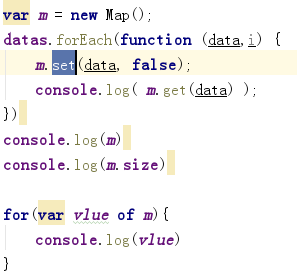 var m = new Map();
datas.forEach(function (data,i) {
m.set(data, false);
console.log( m.get(data) );
})
console.log(m)
console.log(m.size)
for(var vlue of m){
console.log(vlue)
}